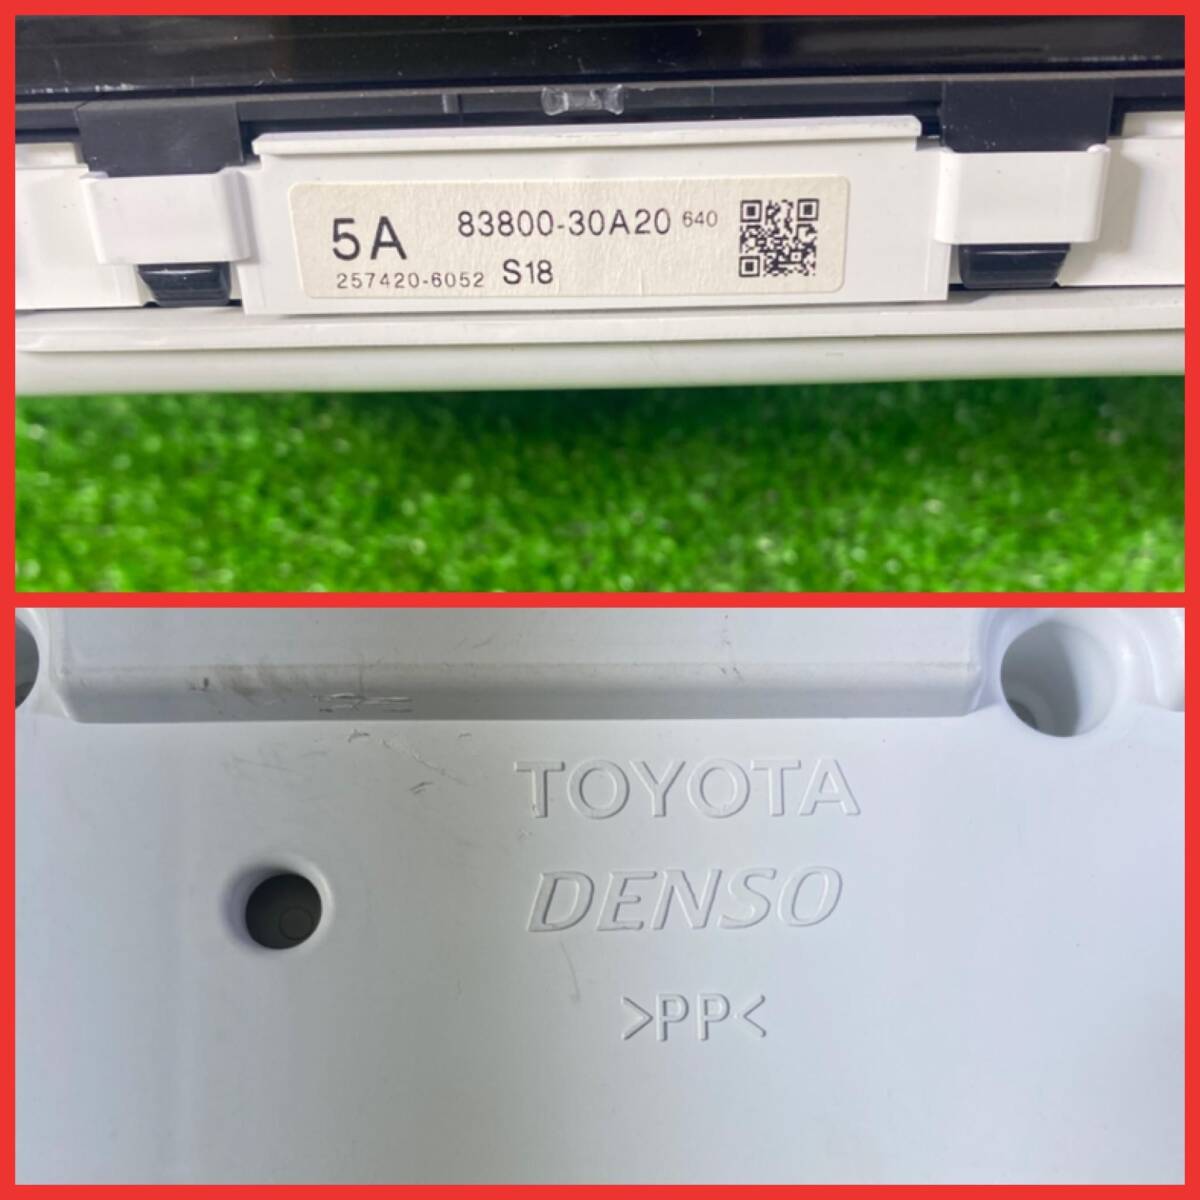 5A 83800-30A20 640
257420-6052 S18
TOYOTA
DENSO
>PP<